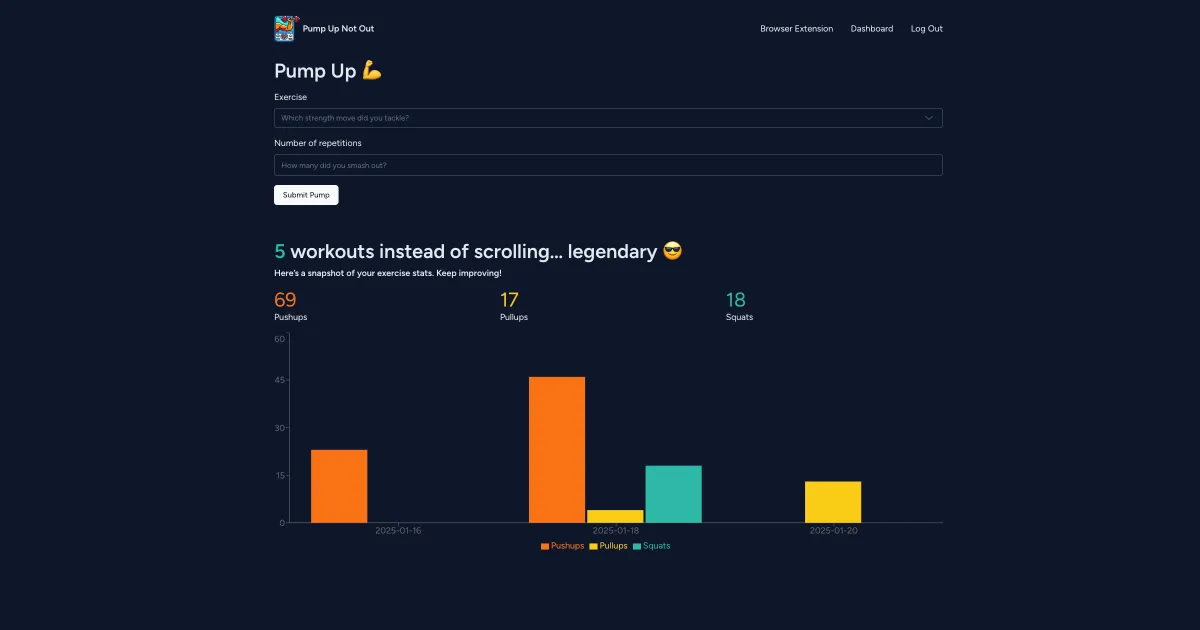 Pump Up Not Out
Browser Extension Dashboard Log Out
Pump Up 💪
Exercise
Which strength move did you tackle?
Number of repetitions
How many did you smash out?
Submit Pump
5 workouts instead of scrolling... legendary 😎
Here's a snapshot of your exercise stats. Keep improving!
69 17 18
Pushups Pullups Squats
60
45
30
15
0
2025-01-16 2025-01-18 2025-01-20
Pushups Pullups Squats